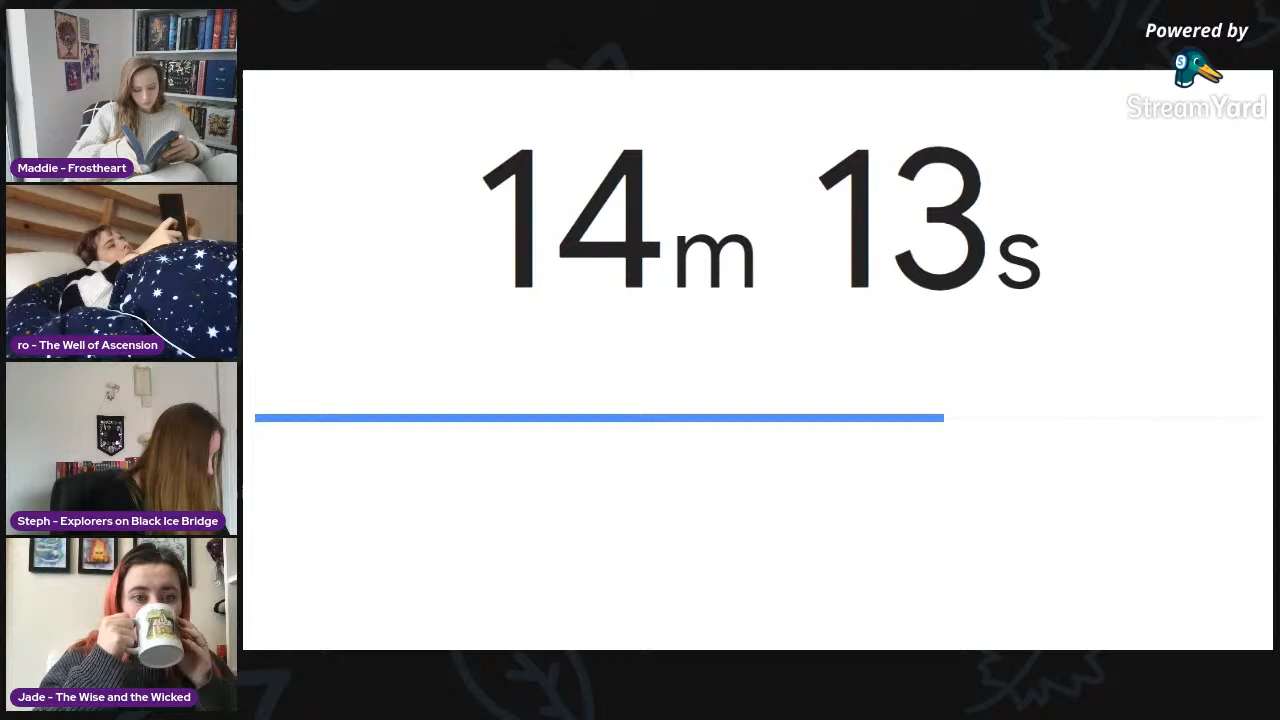 Powered by
StreamYard
14m 13s
Maddie - Frostheart
ro - The Well of Ascension
Steph - Explorers on Black Ice Bridge
Jade - The Wise and the Wicked